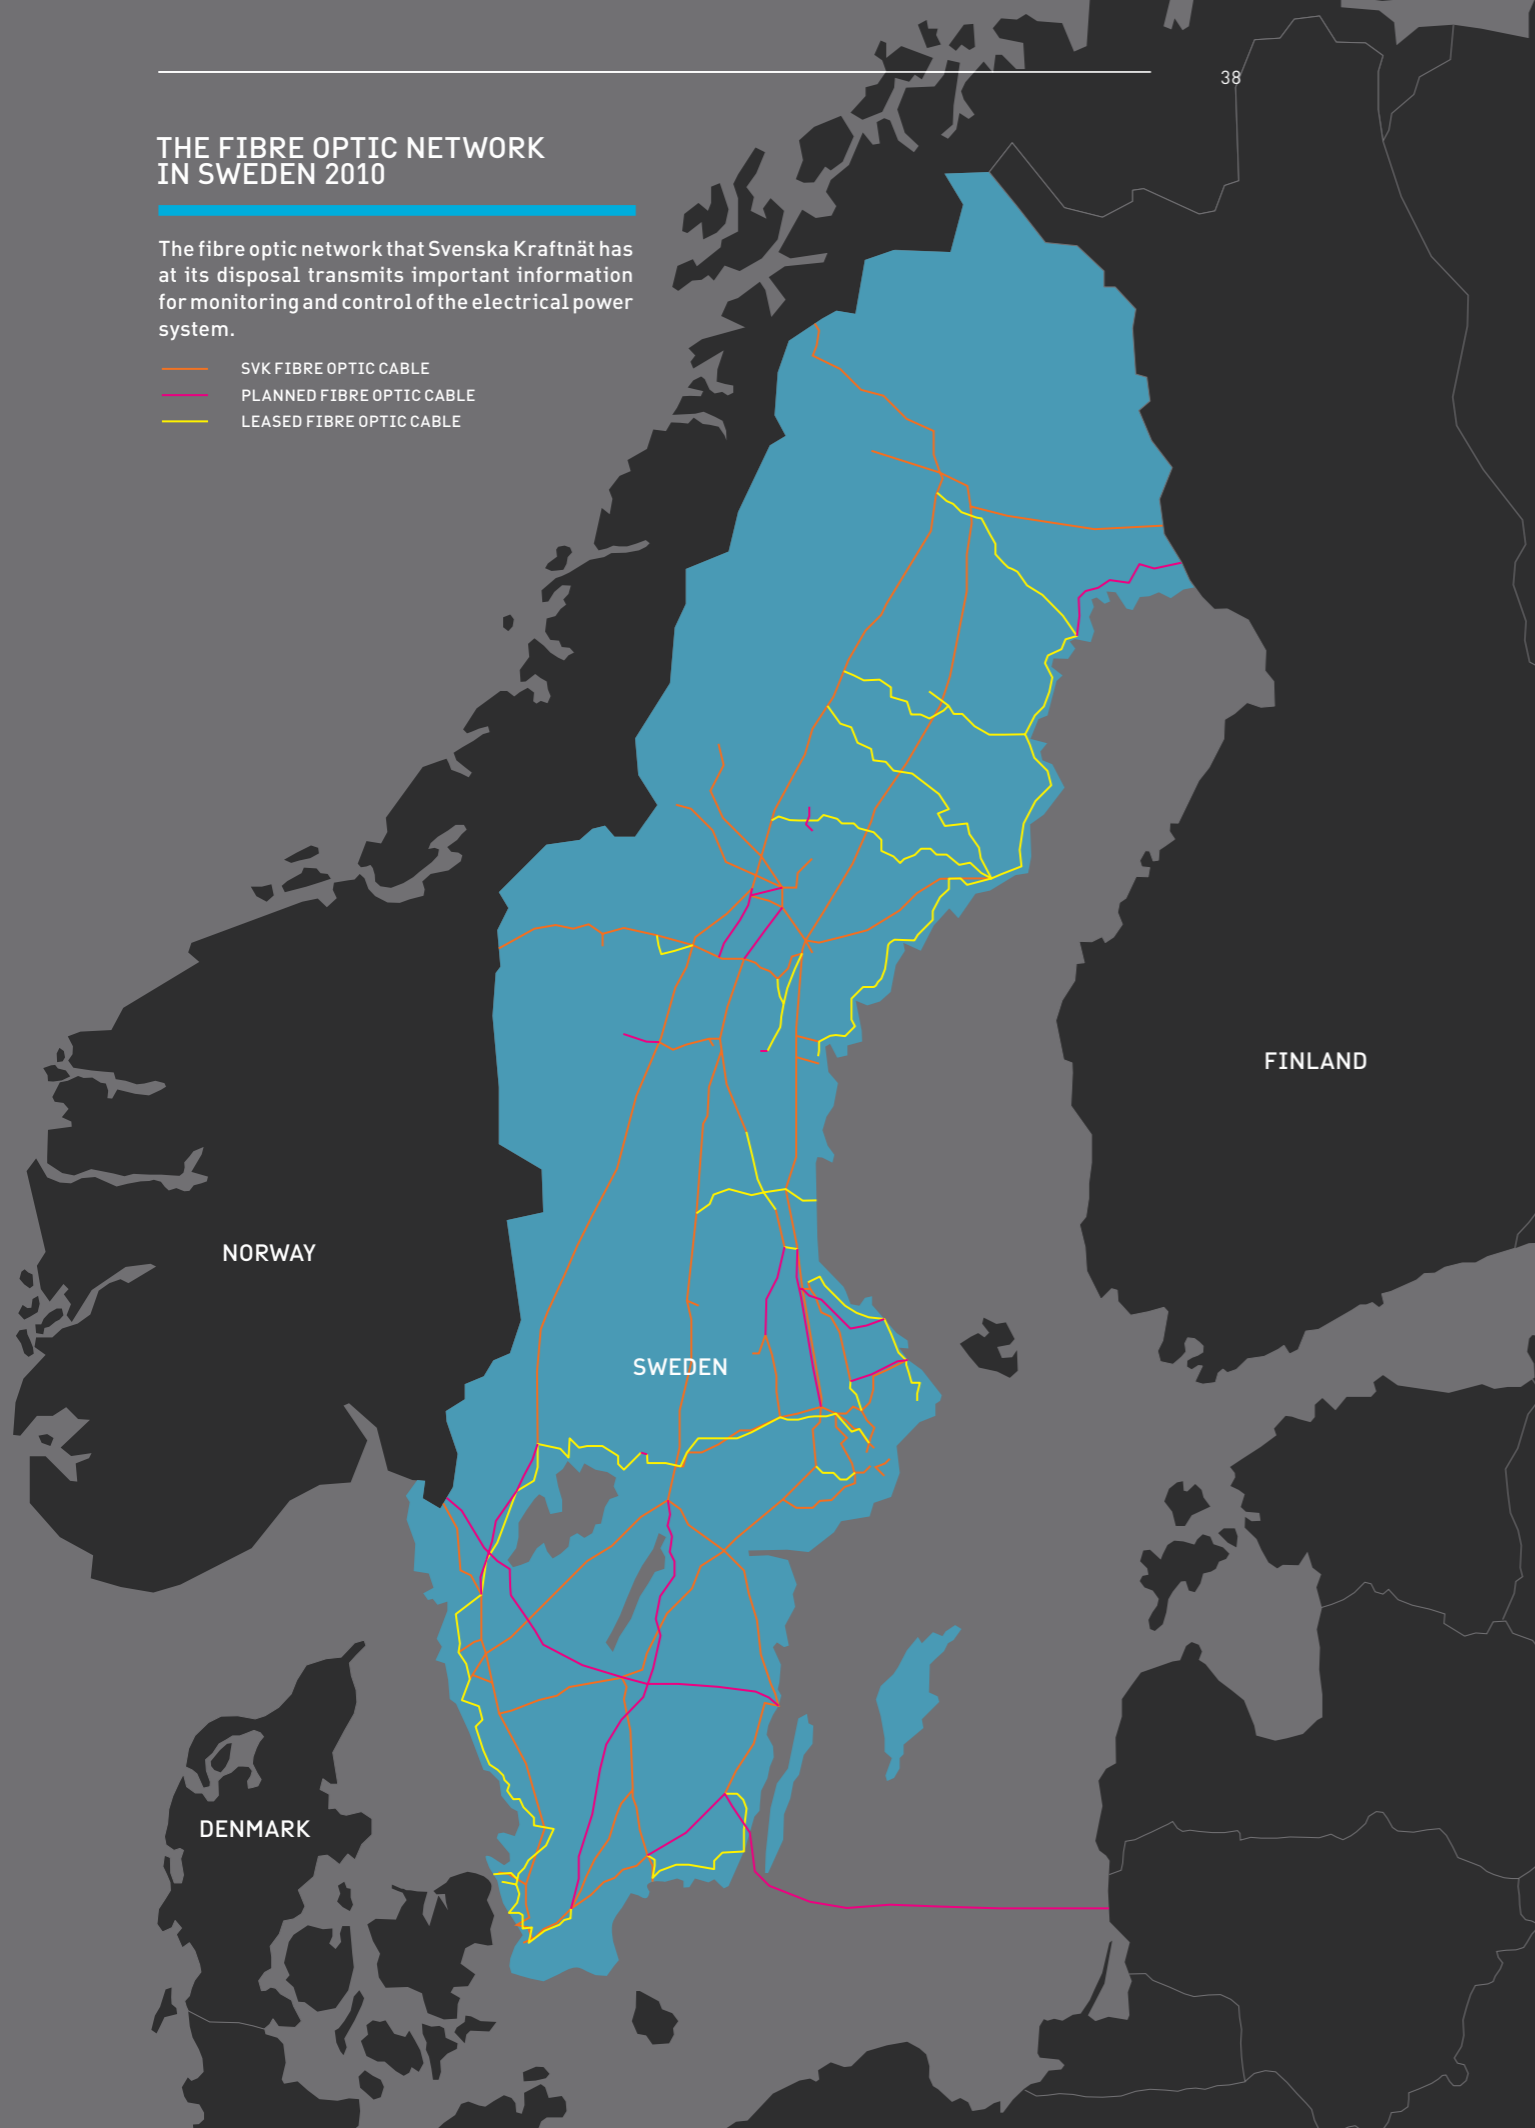 38
THE FIBRE OPTIC NETWORK
IN SWEDEN 2010
The fibre optic network that Svenska Kraftnät has
at its disposal transmits important information
for monitoring and control of the electrical power
system.
SVK FIBRE OPTIC CABLE
PLANNED FIBRE OPTIC CABLE
LEASED FIBRE OPTIC CABLE
FINLAND
NORWAY
SWEDEN
DENMARK